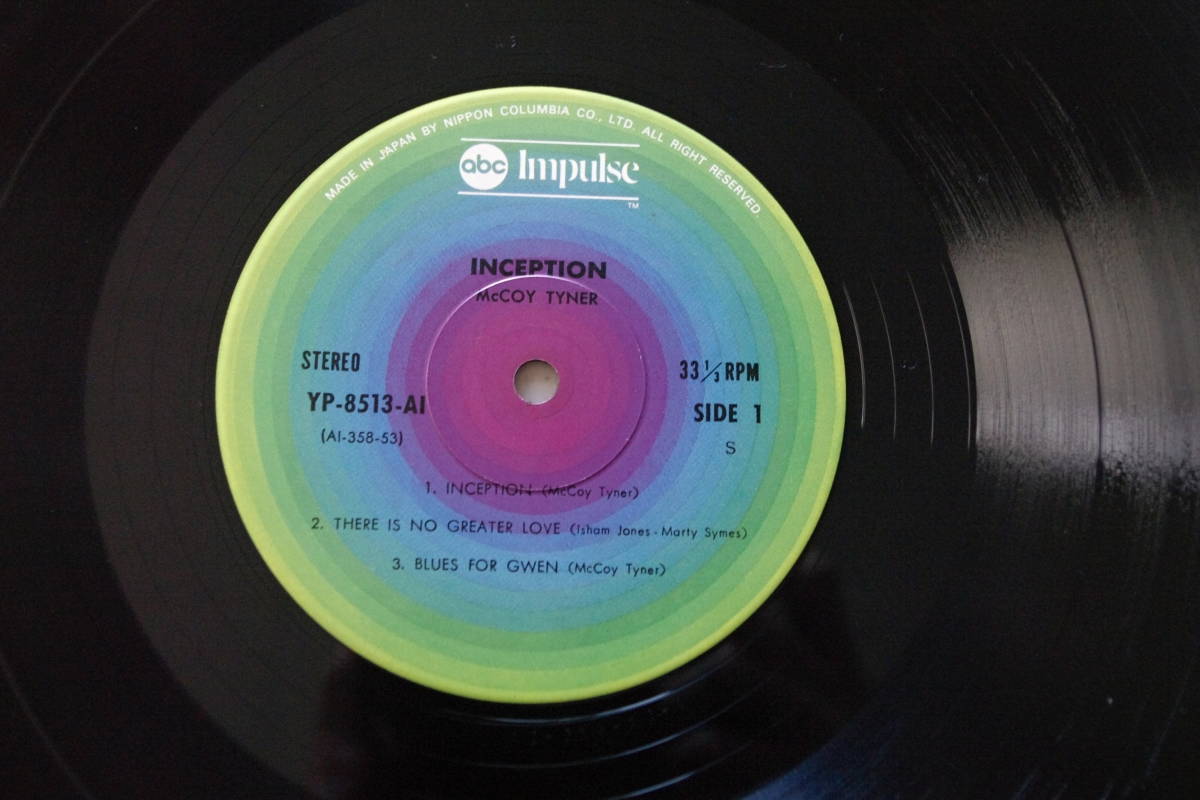 MADE IN JAPAN BY NIPPON COLUMBIA CO., LTD. ALL RIGHT RESERVED.
abc Impulse
TM
INCEPTION
McCOY TYNER
STEREO
33 1/3 RPM
YP-8513-AI
SIDE 1
(AI-358-53)
S
1. INCEPTION (McCoy Tyner)
2. THERE IS NO GREATER LOVE (Isham Jones - Marty Symes)
3. BLUES FOR GWEN (McCoy Tyner)